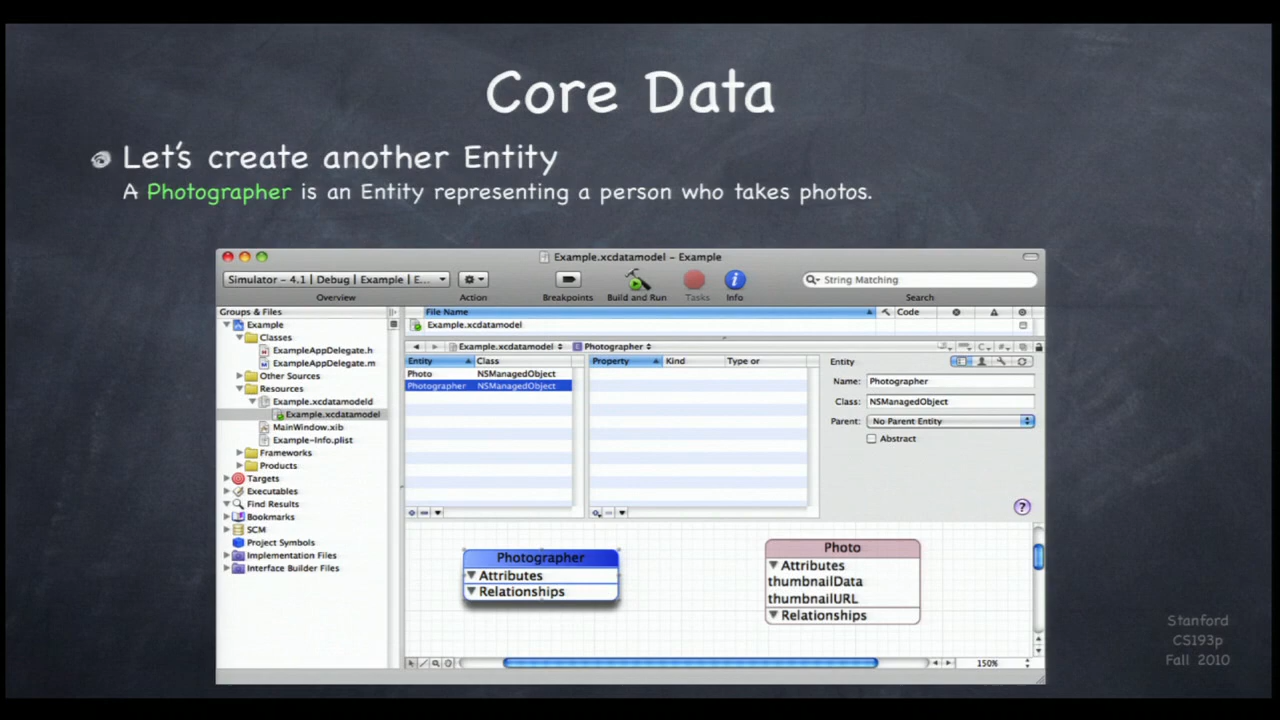 Core Data
Let's create another Entity
A Photographer is an Entity representing a person who takes photos.
Example.xcdatamodel - Example
Simulator - 4.1 | Debug | Example | E...
Overview
Action
Breakpoints
Build and Run
Tasks
Info
String Matching
Search
Groups & Files
Example
Classes
ExampleAppDelegate.h
ExampleAppDelegate.m
Other Sources
Resources
Example.xcdatamodeld
Example.xcdatamodel
MainWindow.xib
Example-Info.plist
Frameworks
Products
Targets
Executables
Find Results
Bookmarks
SCM
Project Symbols
Implementation Files
Interface Builder Files
File Name
Code
Example.xcdatamodel
Example.xcdatamodel
Photographer
Entity Class
Photo NSManagedObject
Photographer NSManagedObject
Property Kind Type or
Entity
Name: Photographer
Class: NSManagedObject
Parent: No Parent Entity
Abstract
Photographer
Attributes
Relationships
Photo
Attributes
thumbnailData
thumbnailURL
Relationships
150%
Stanford
CS193p
Fall 2010